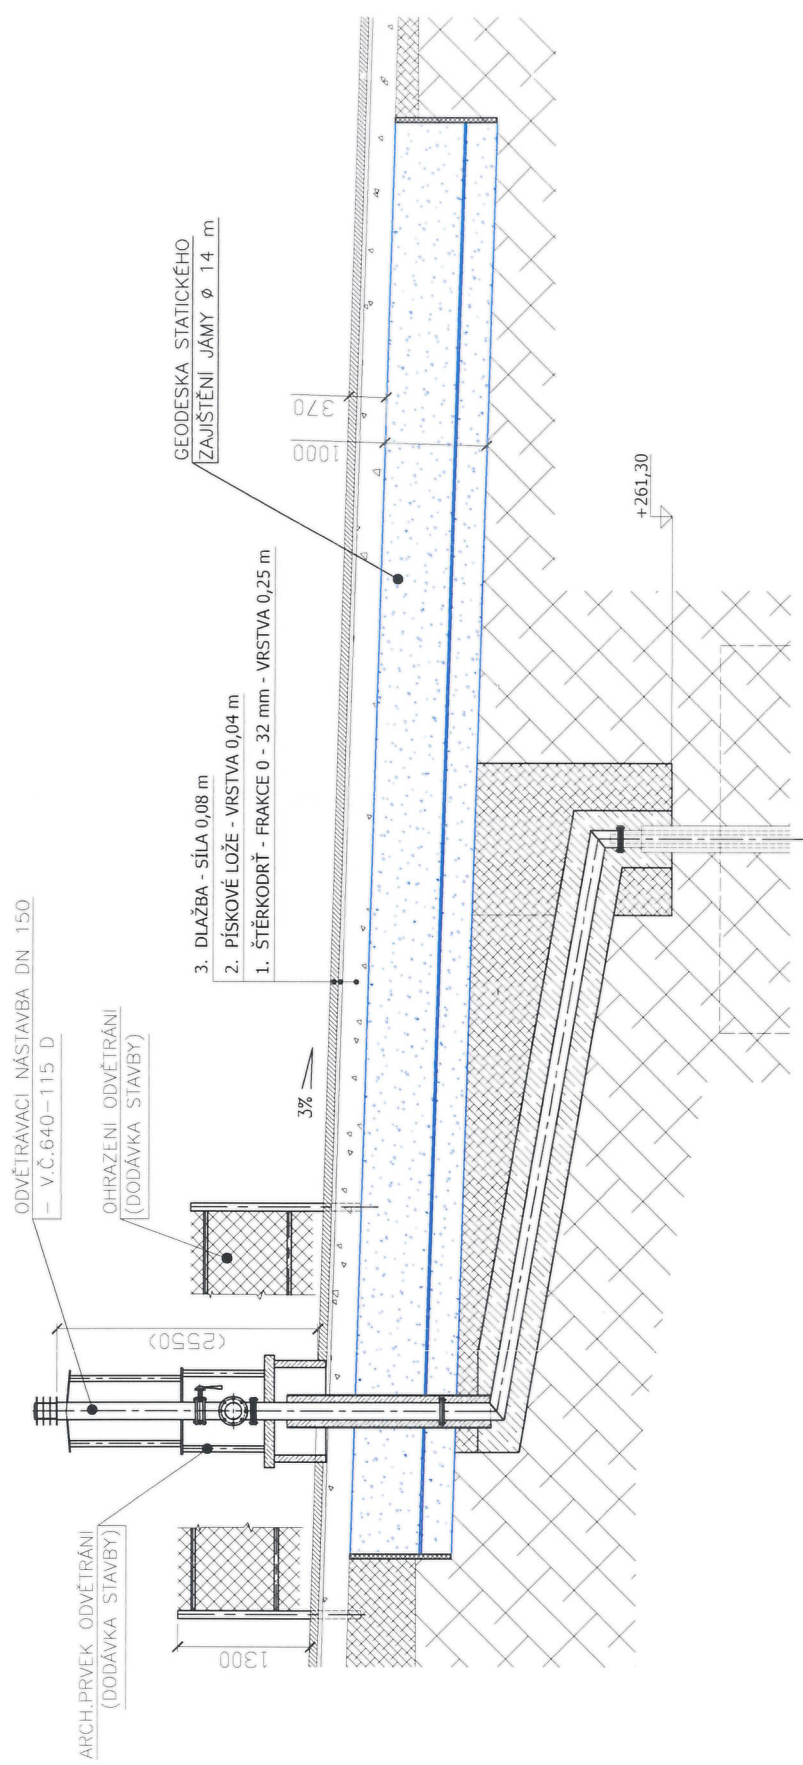 ODVĚTRÁVACÍ NÁSTAVBA DN 150
- V.Č.640-115 D
OHRAZENÍ ODVĚTRÁNÍ
(DODÁVKA STAVBY)
ARCH.PRVEK ODVĚTRÁNÍ
(DODÁVKA STAVBY)
3. DLAŽBA - SÍLA 0,08 m
2. PÍSKOVÉ LOŽE - VRSTVA 0,04 m
1. ŠTĚRKODRŤ - FRAKCE 0 - 32 mm - VRSTVA 0,25 m
GEODESKA STATICKÉHO
ZAJIŠTĚNÍ JÁMY ø 14 m
1300
(2550)
3%
1000
370
+261,30